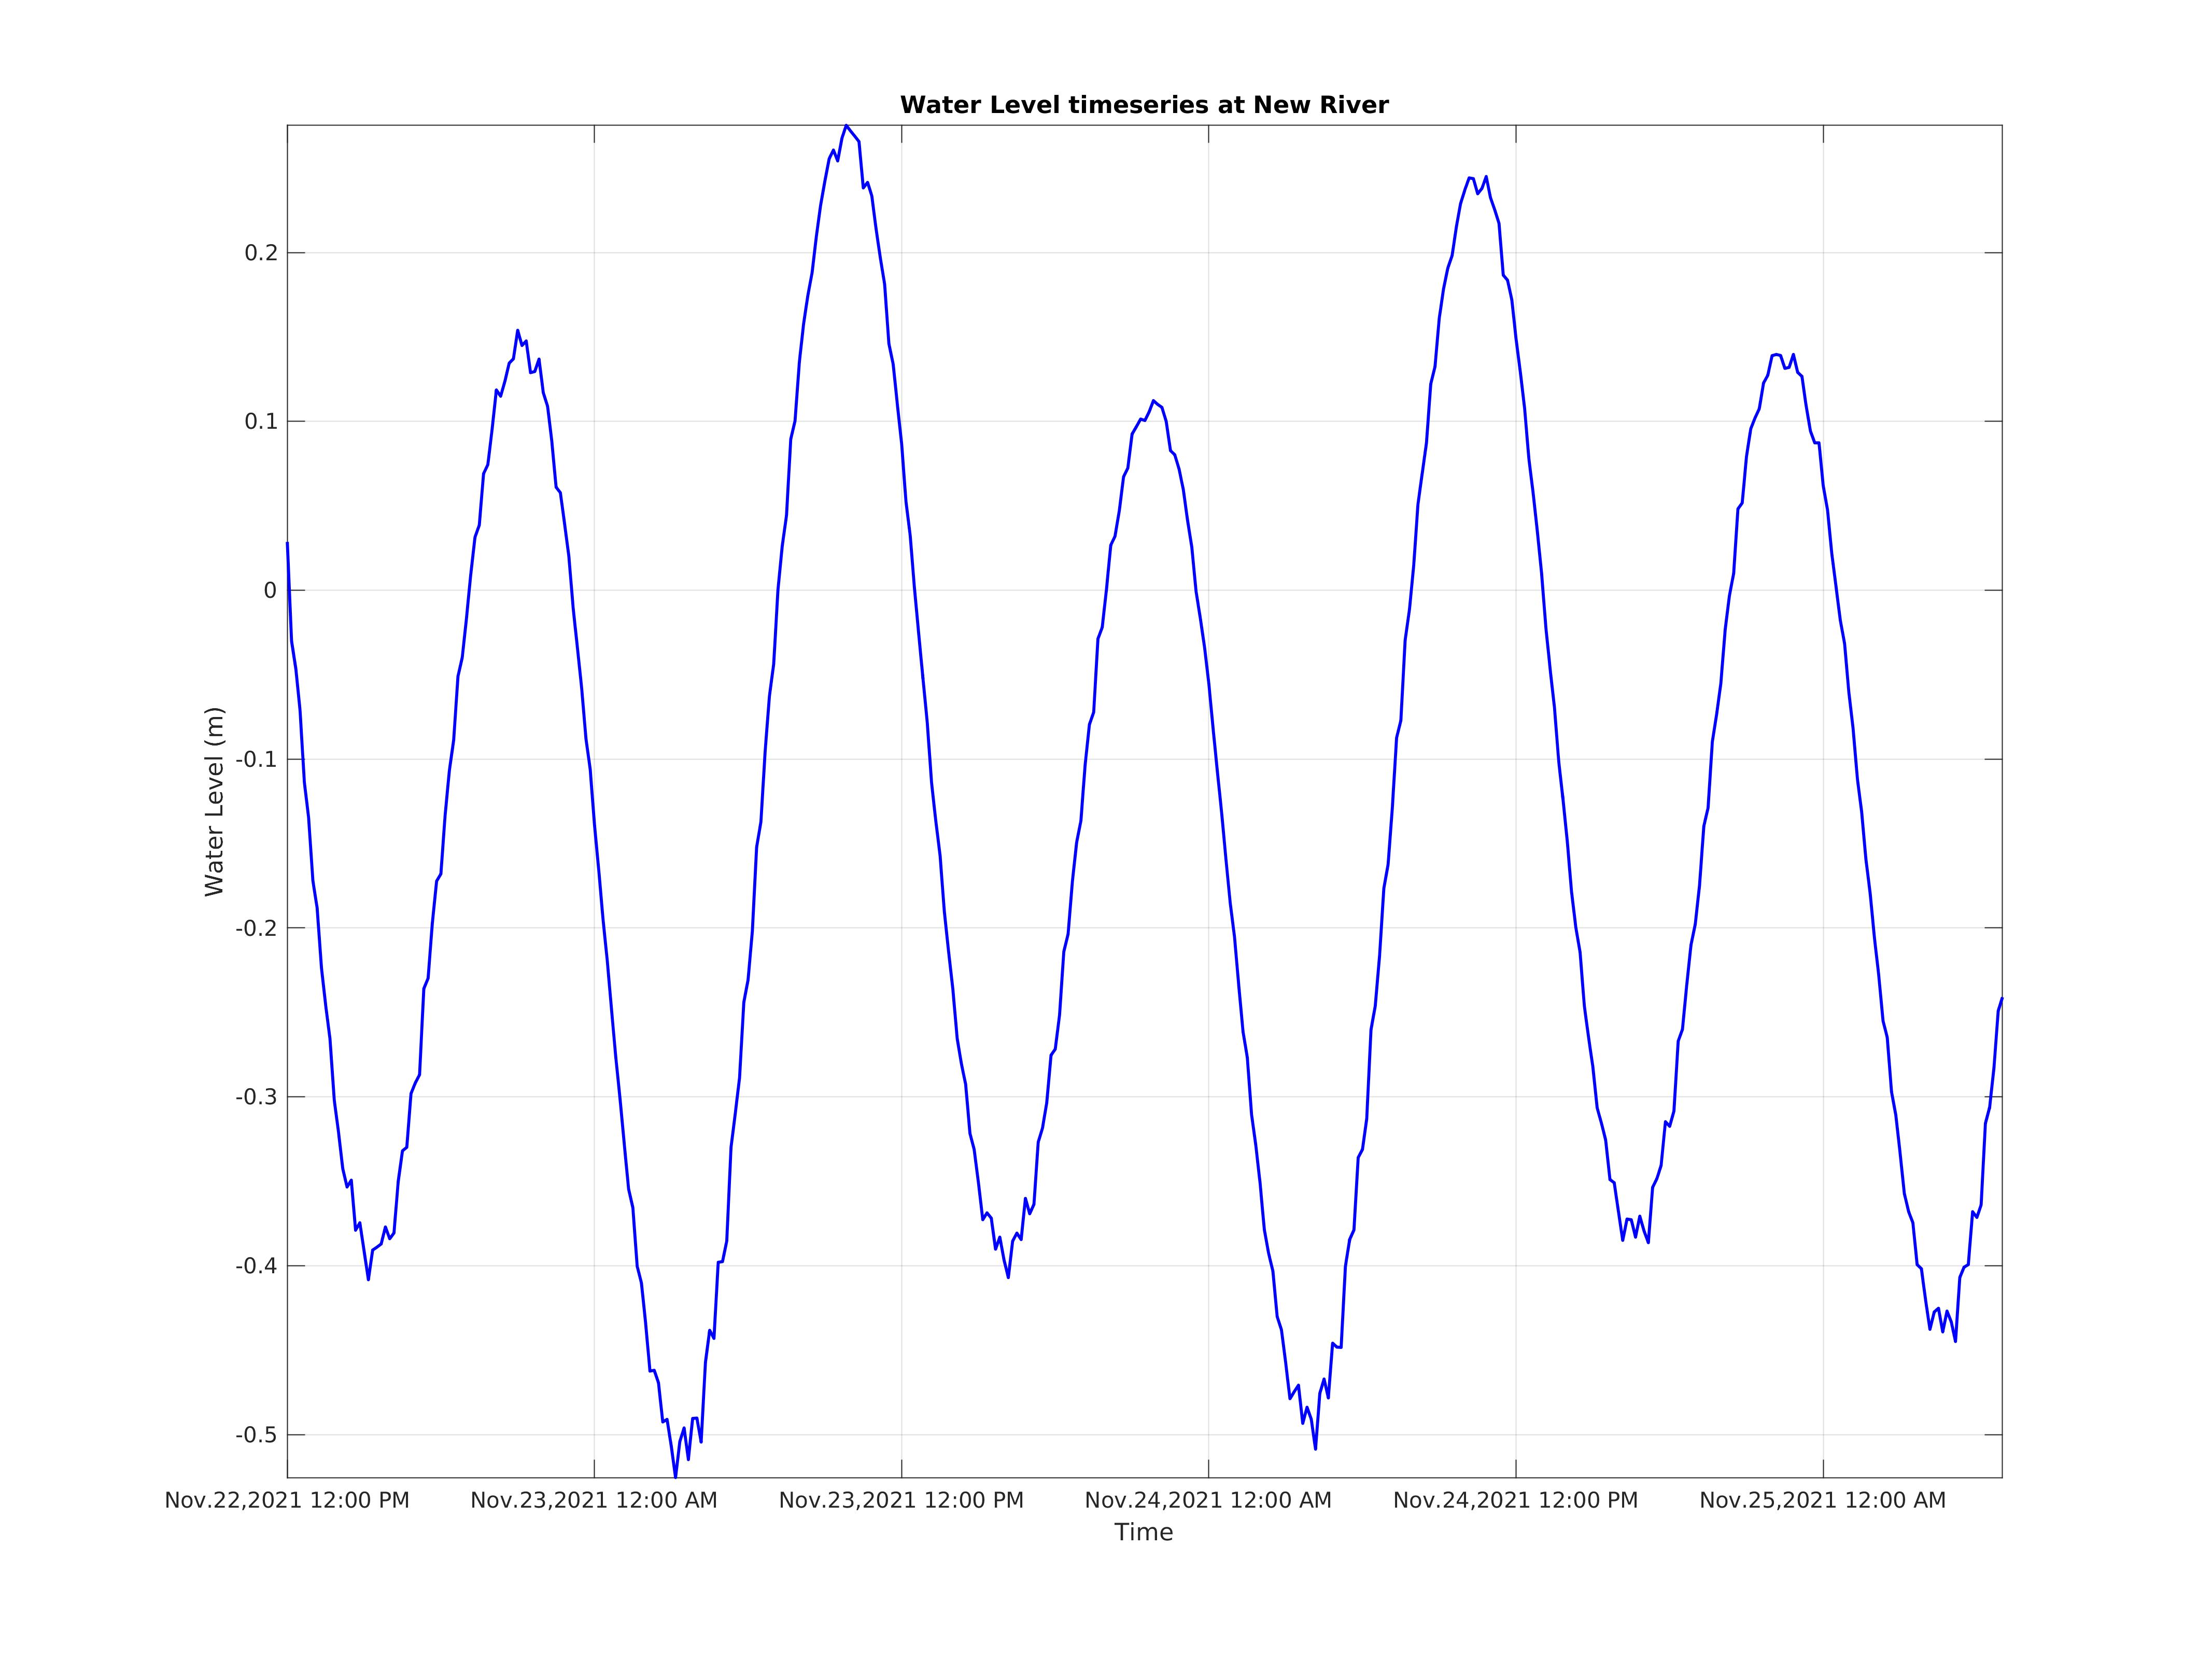 Water Level timeseries at New River
0.2
0.1
0
-0.1
-0.2
-0.3
-0.4
-0.5
Water Level (m)
Nov.22,2021 12:00 PM
Nov.23,2021 12:00 AM
Nov.23,2021 12:00 PM
Nov.24,2021 12:00 AM
Nov.24,2021 12:00 PM
Nov.25,2021 12:00 AM
Time